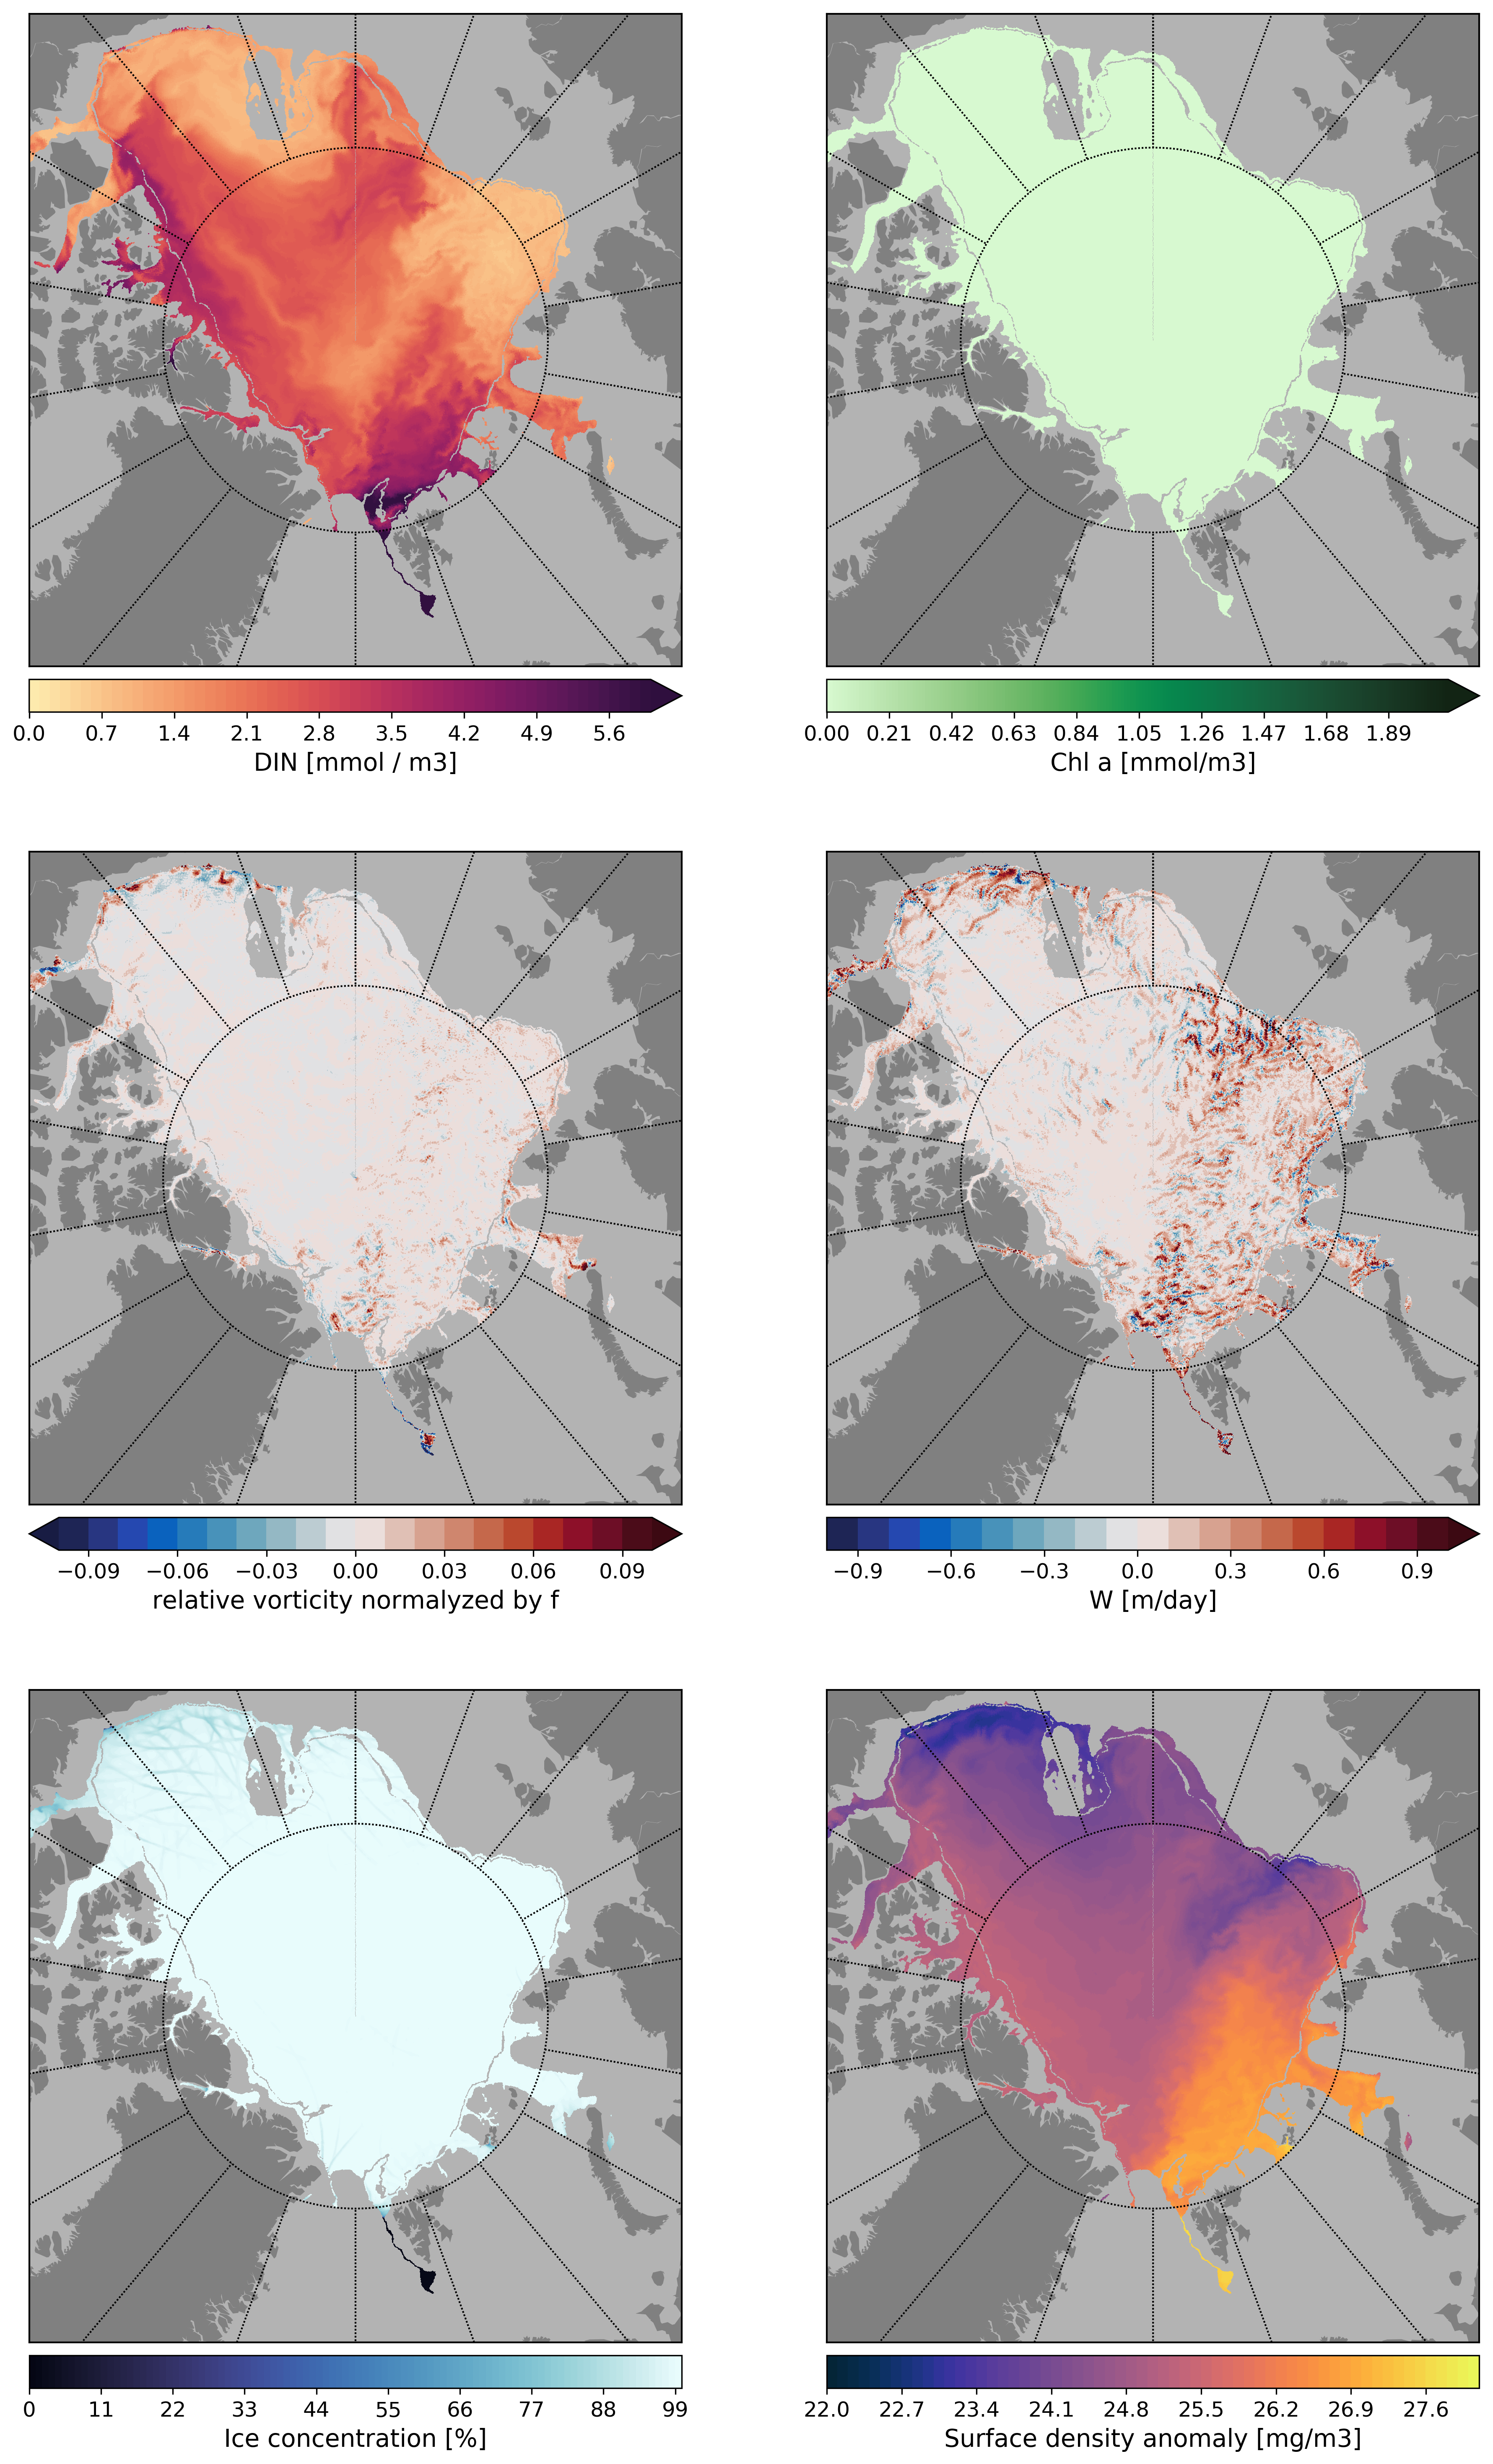 0.0 0.7 1.4 2.1 2.8 3.5 4.2 4.9 5.6
DIN [mmol / m3]
0.00 0.21 0.42 0.63 0.84 1.05 1.26 1.47 1.68 1.89
Chl a [mmol/m3]
−0.09 −0.06 −0.03 0.00 0.03 0.06 0.09
relative vorticity normalyzed by f
−0.9 −0.6 −0.3 0.0 0.3 0.6 0.9
W [m/day]
0 11 22 33 44 55 66 77 88 99
Ice concentration [%]
22.0 22.7 23.4 24.1 24.8 25.5 26.2 26.9 27.6
Surface density anomaly [mg/m3]